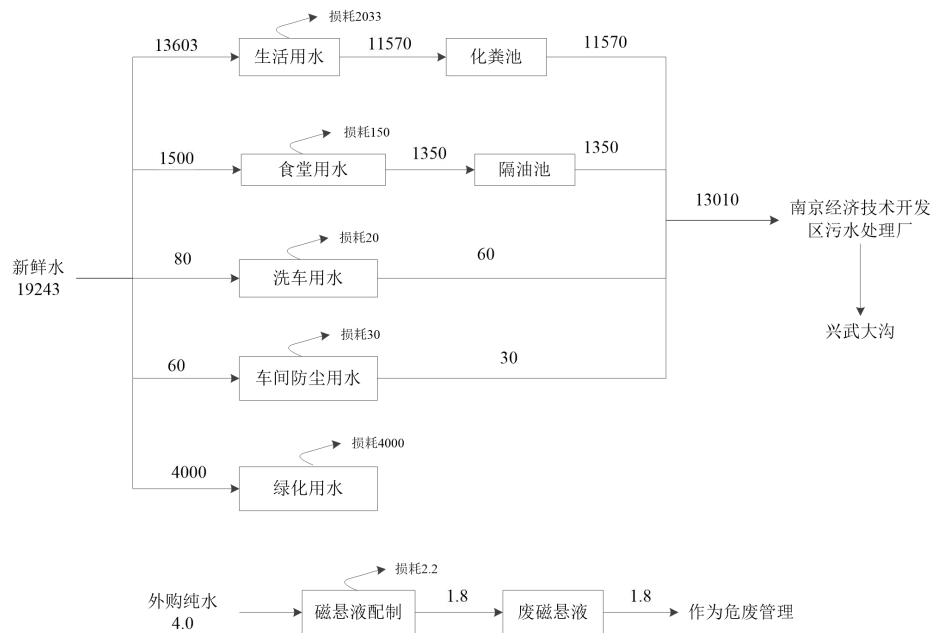 损耗2033
13603
生活用水
11570
化粪池
11570
损耗150
1500
食堂用水
1350
隔油池
1350
13010
南京经济技术开发
区污水处理厂
新鲜水
19243
损耗20
80
洗车用水
60
兴武大沟
损耗30
60
车间防尘用水
30
损耗4000
4000
绿化用水
外购纯水
4.0
损耗2.2
磁悬液配制
1.8
废磁悬液
1.8
作为危废管理